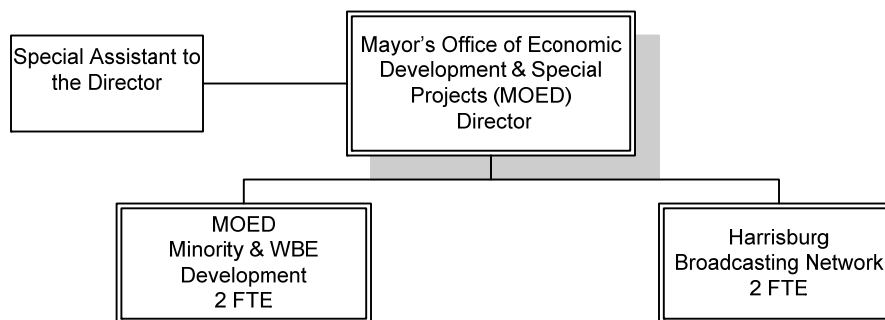 Special Assistant to
the Director
Mayor’s Office of Economic
Development & Special
Projects (MOED)
Director
MOED
Minority & WBE
Development
2 FTE
Harrisburg
Broadcasting Network
2 FTE